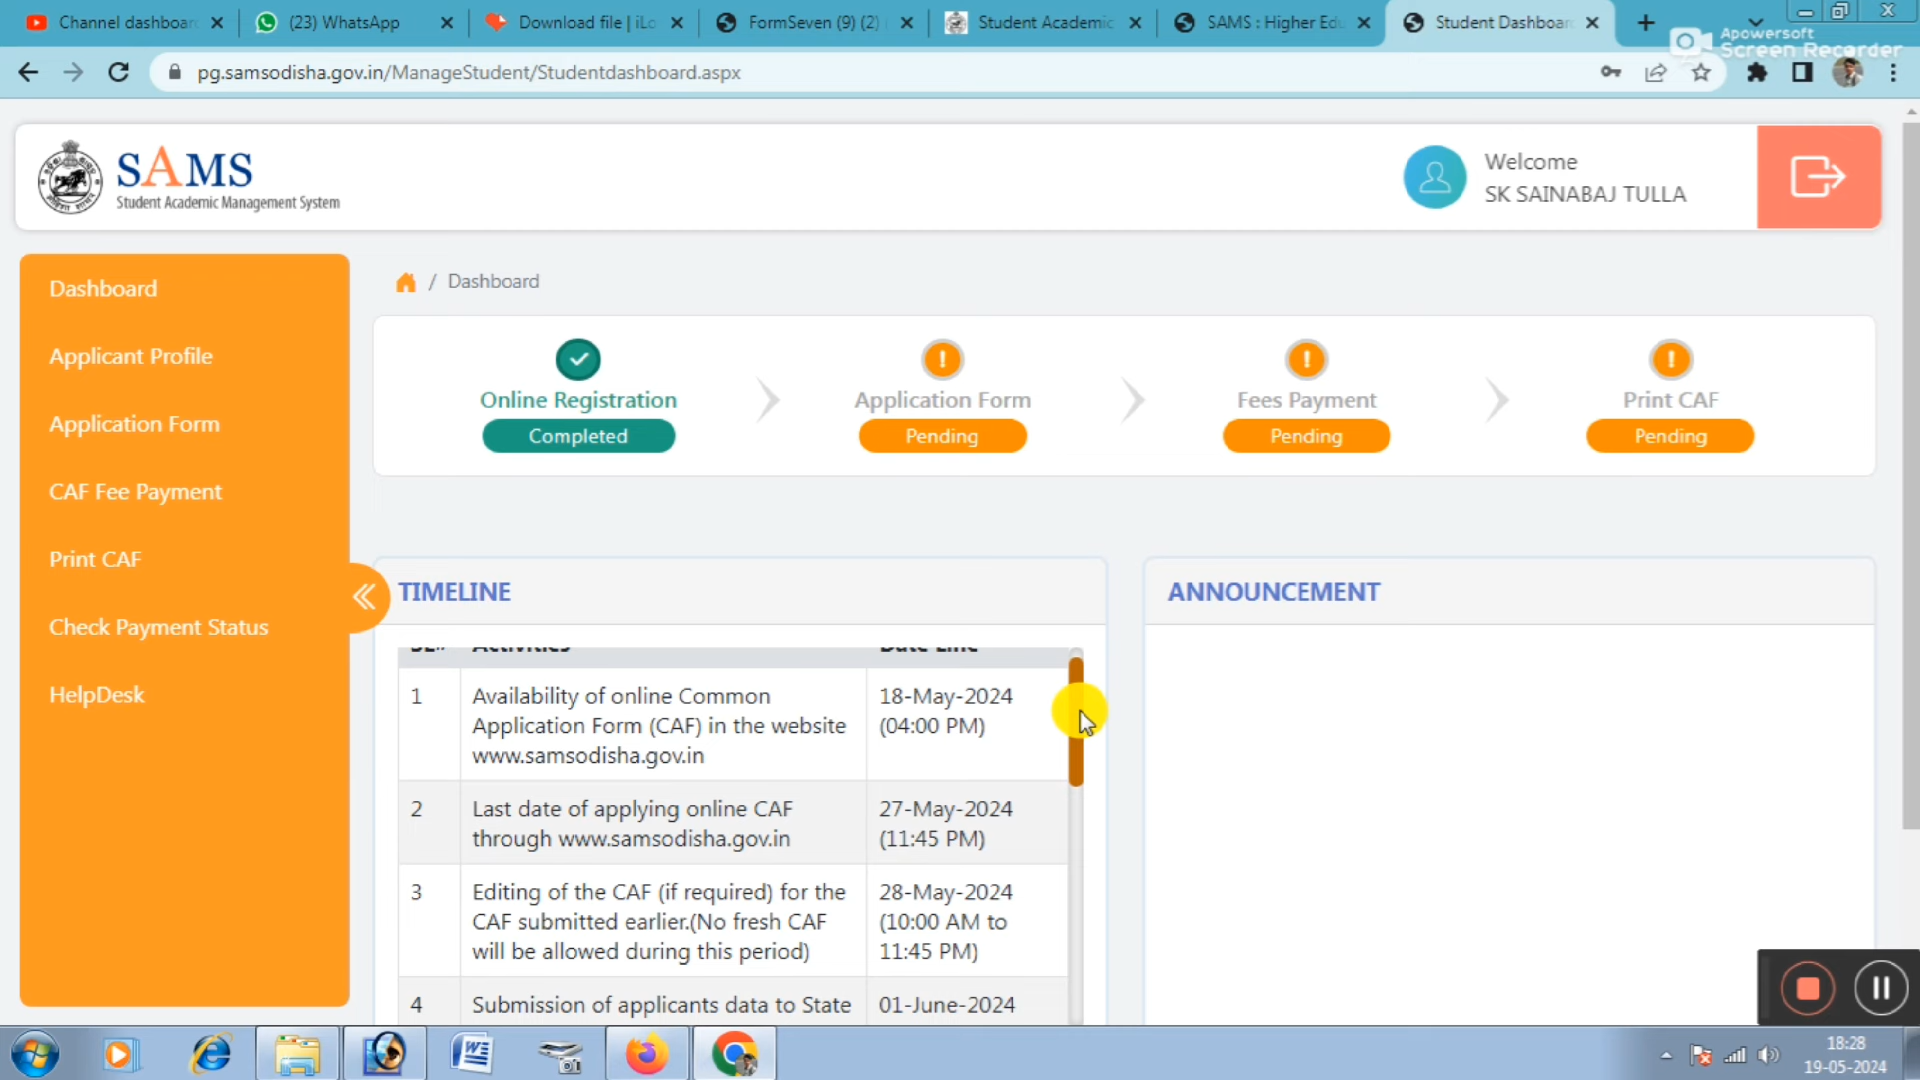 Channel dashboar
(23) WhatsApp
Download file | iLo
FormSeven (9) (2)
Student Academic
SAMS : Higher Edu
Student Dashboar
Apowersoft
Screen Recorder
pg.samsodisha.gov.in/ManageStudent/Studentdashboard.aspx
SAMS
Student Academic Management System
Welcome
SK SAINABAJ TULLA
Dashboard
Applicant Profile
Application Form
CAF Fee Payment
Print CAF
Check Payment Status
HelpDesk
/ Dashboard
Online Registration
Completed
Application Form
Pending
Fees Payment
Pending
Print CAF
Pending
TIMELINE
SL# Activities Date Line
1 Availability of online Common 18-May-2024
Application Form (CAF) in the website (04:00 PM)
www.samsodisha.gov.in
2 Last date of applying online CAF 27-May-2024
through www.samsodisha.gov.in (11:45 PM)
3 Editing of the CAF (if required) for the 28-May-2024
CAF submitted earlier.(No fresh CAF (10:00 AM to
will be allowed during this period) 11:45 PM)
4 Submission of applicants data to State 01-June-2024
ANNOUNCEMENT
18:28
19-05-2024